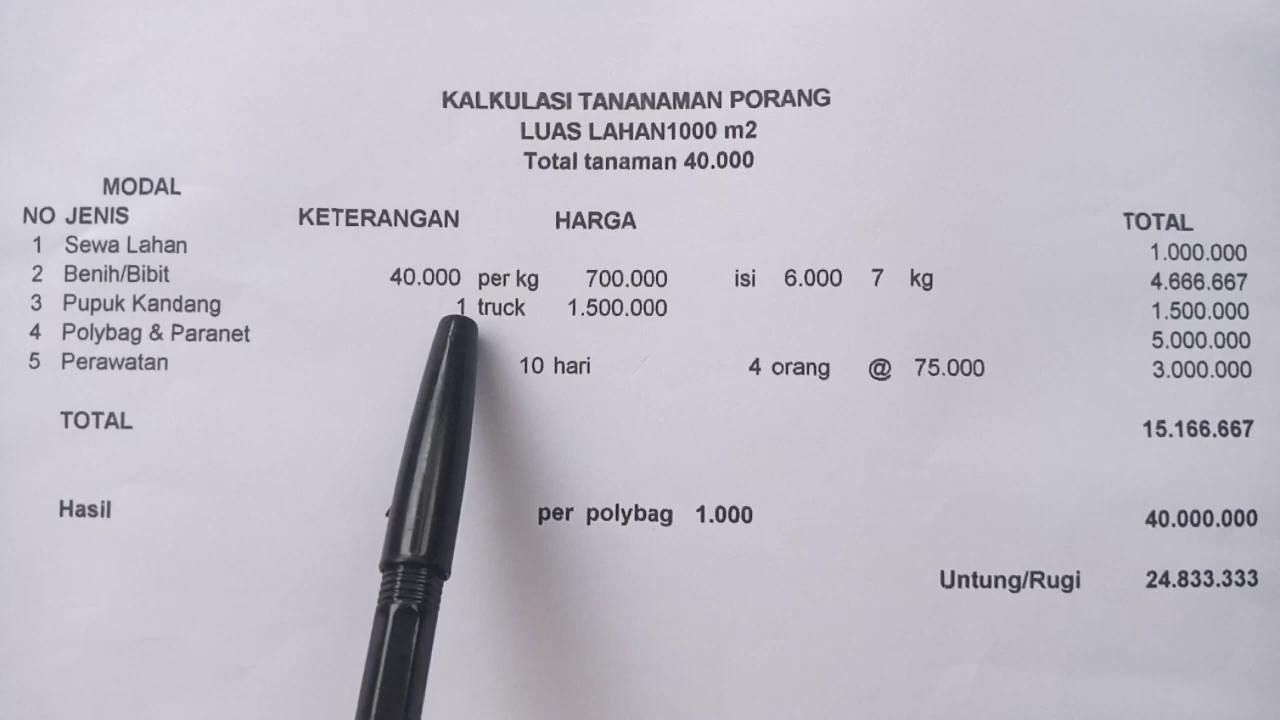 KALKULASI TANANAMAN PORANG
LUAS LAHAN1000 m2
Total tanaman 40.000
MODAL
NO JENIS KETERANGAN HARGA TOTAL
1 Sewa Lahan 1.000.000
2 Benih/Bibit 40.000 per kg 700.000 isi 6.000 7 kg 4.666.667
3 Pupuk Kandang 1 truck 1.500.000 1.500.000
4 Polybag & Paranet 5.000.000
5 Perawatan 10 hari 4 orang @ 75.000 3.000.000
TOTAL 15.166.667
Hasil per polybag 1.000 40.000.000
Untung/Rugi 24.833.333